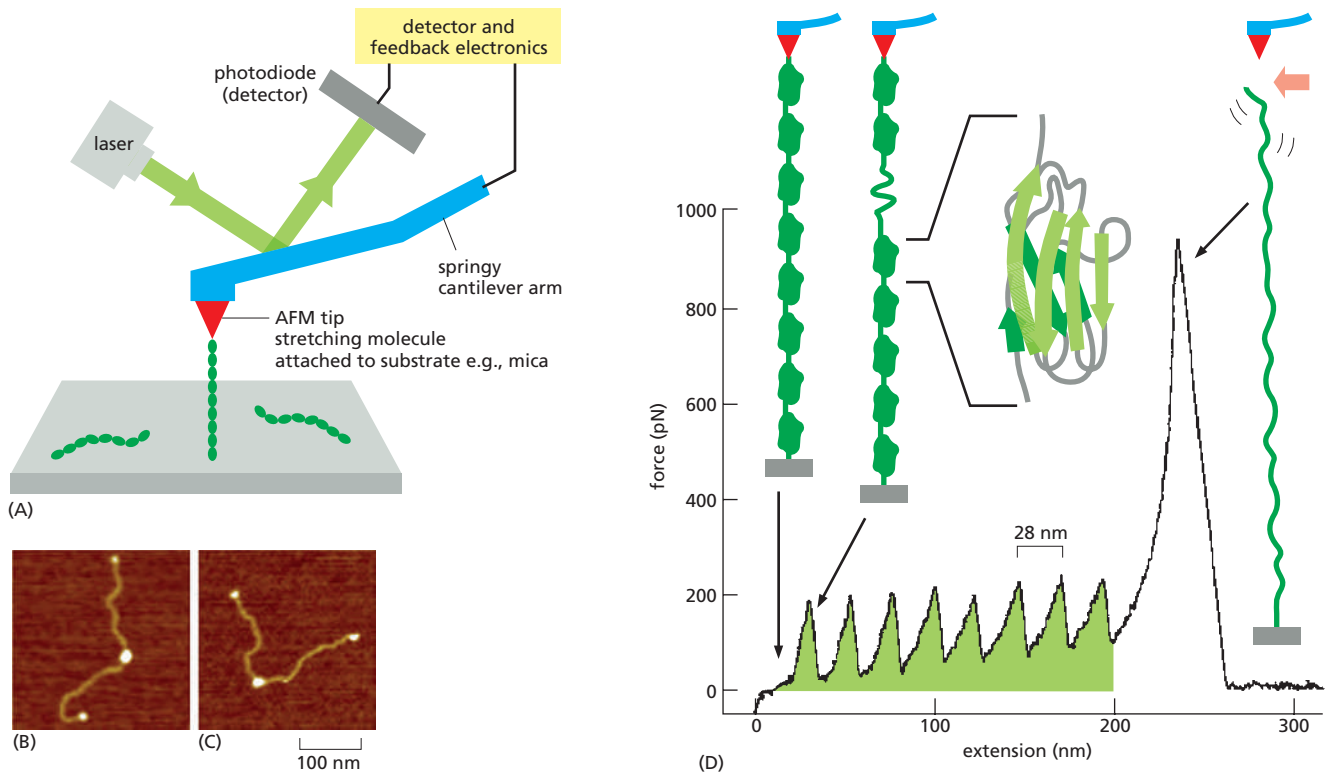 detector and
feedback electronics
photodiode
(detector)
laser
springy
cantilever arm
AFM tip
stretching molecule
attached to substrate e.g., mica
(A)
(B)
(C)
100 nm
1000
800
600
400
200
0
force (pN)
28 nm
0
100
200
300
extension (nm)
(D)